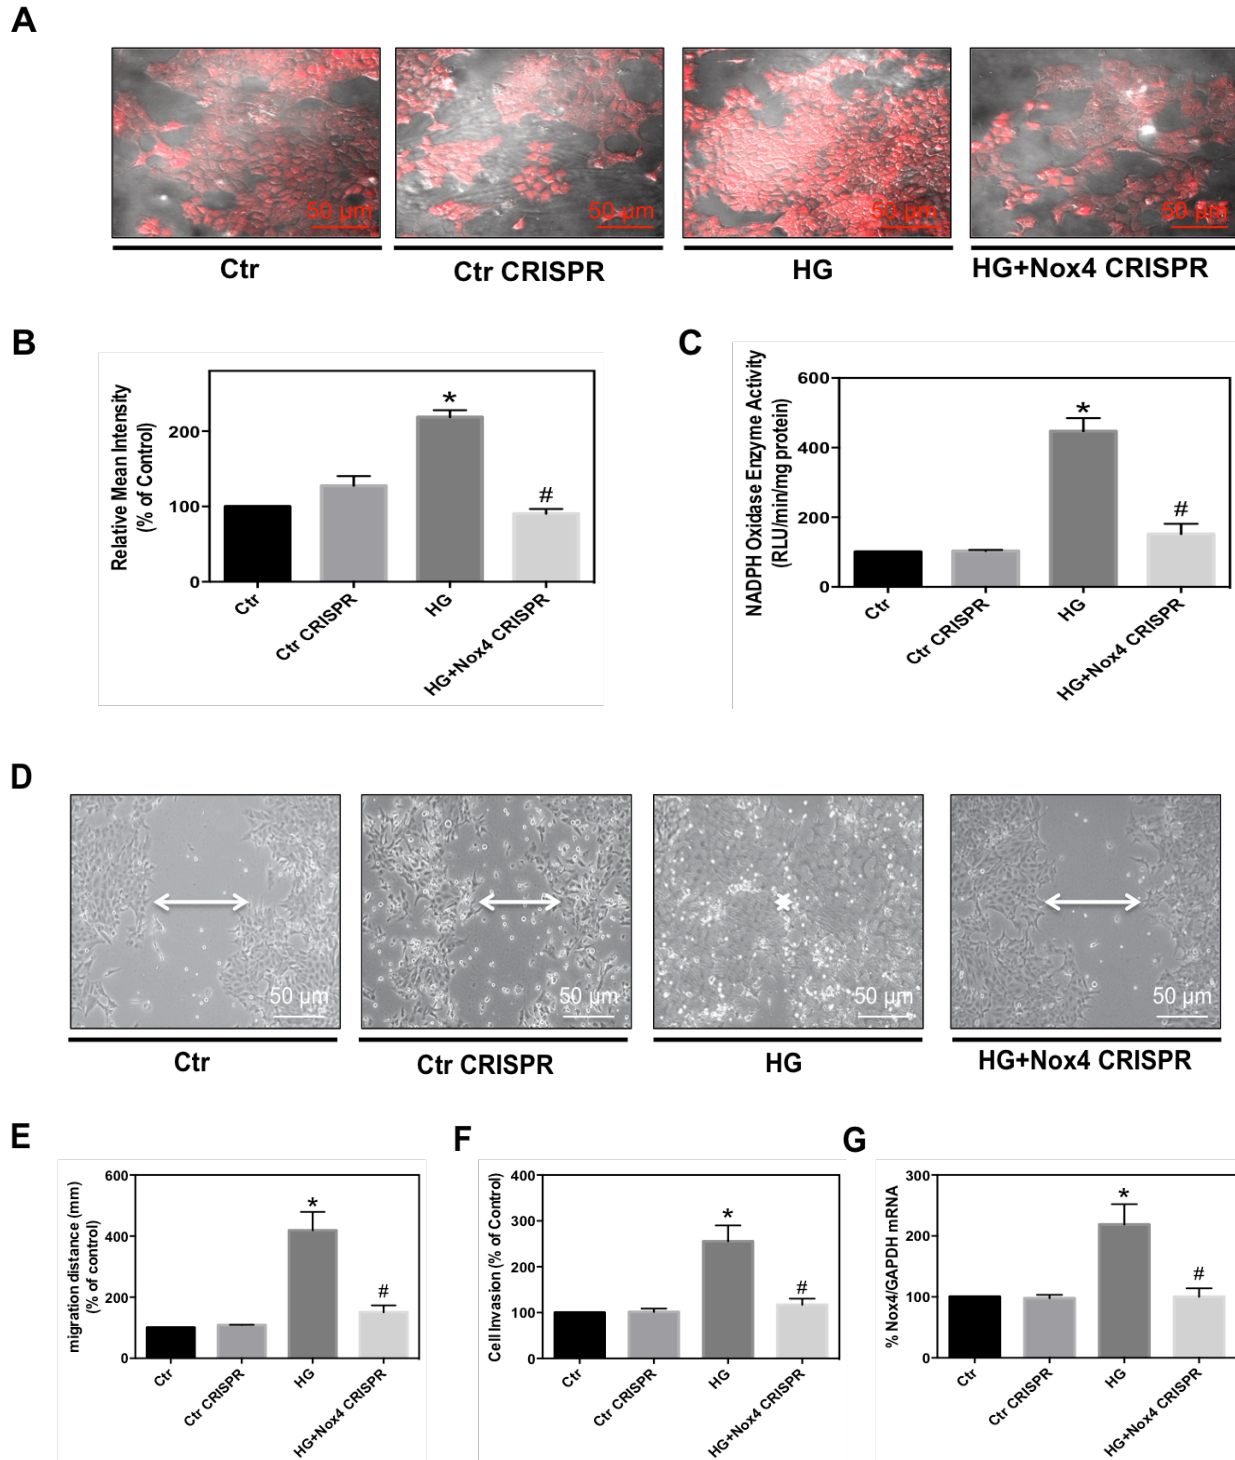 A
50 µm
50 µm
50 µm
50 µm
Ctr
Ctr CRISPR
HG
HG+Nox4 CRISPR
B
Relative Mean Intensity
(% of Control)
200
100
0
*
#
Ctr
Ctr CRISPR
HG
HG+Nox4 CRISPR
C
NADPH Oxidase Enzyme Activity
(RLU/min/mg protein)
600
400
200
0
*
#
Ctr
Ctr CRISPR
HG
HG+Nox4 CRISPR
D
50 µm
50 µm
50 µm
50 µm
Ctr
Ctr CRISPR
HG
HG+Nox4 CRISPR
E
migration distance (mm)
(% of control)
600
400
200
0
*
#
Ctr
Ctr CRISPR
HG
HG+Nox4 CRISPR
F
Cell Invasion (% of Control)
400
300
200
100
0
*
#
Ctr
Ctr CRISPR
HG
HG+Nox4 CRISPR
G
% Nox4/GAPDH mRNA
300
200
100
0
*
#
Ctr
Ctr CRISPR
HG
HG+Nox4 CRISPR